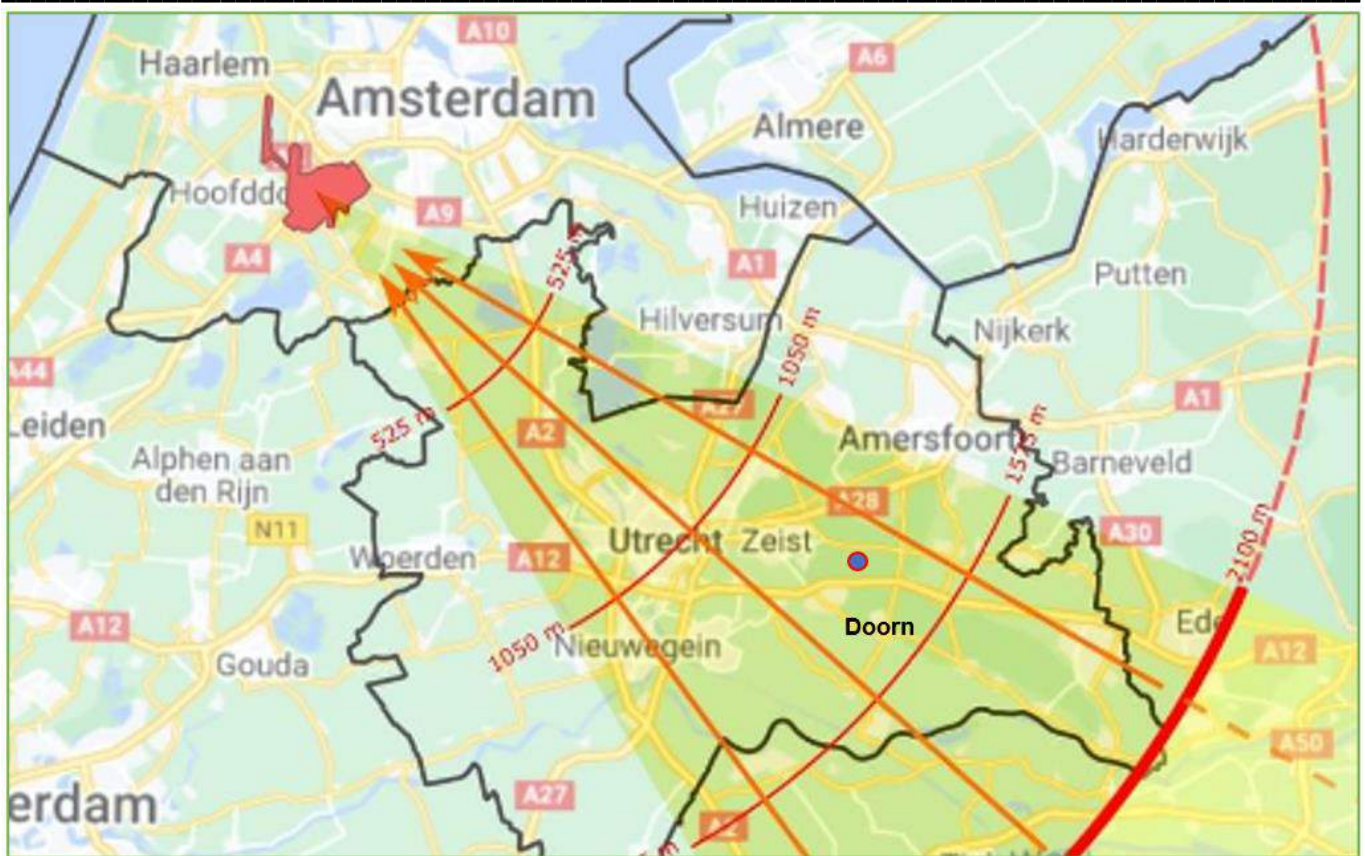 A10
Haarlem
A6
Amsterdam
Almere
Harderwijk
Hoofddo
A9
Huizen
A4
525 m
A1
Putten
1050 m
Hilversum
Nijkerk
A44
A1
525 m
A27
Leiden
A2
Amersfoort
1575 m
Alphen aan
den Rijn
Barneveld
A28
N11
A30
Utrecht
Zeist
Woerden
A12
2100 m
A12
Doorn
Ede
1050 m
Nieuwegein
A12
Gouda
A50
A27
erdam
A2